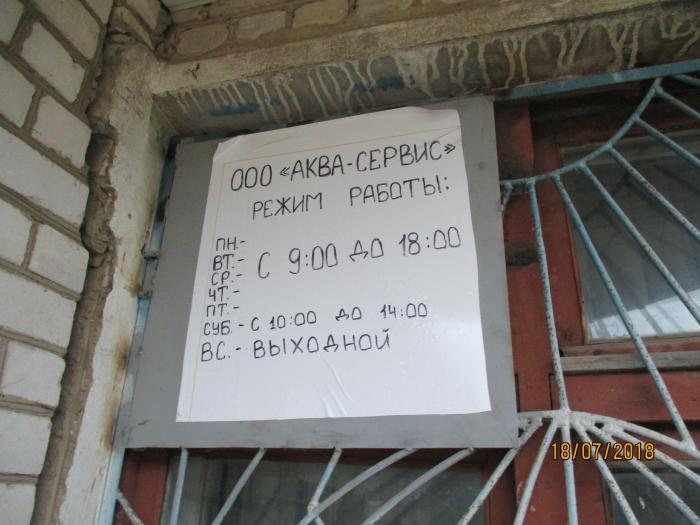 ООО «АКВА-СЕРВИС»
РЕЖИМ РАБОТЫ:
ПН.-
ВТ.-
СР.- С 9:00 ДО 18:00
ЧТ.-
ПТ.-
СУБ.- С 10:00 ДО 14:00
ВС.- ВЫХОДНОЙ
18/07/2018